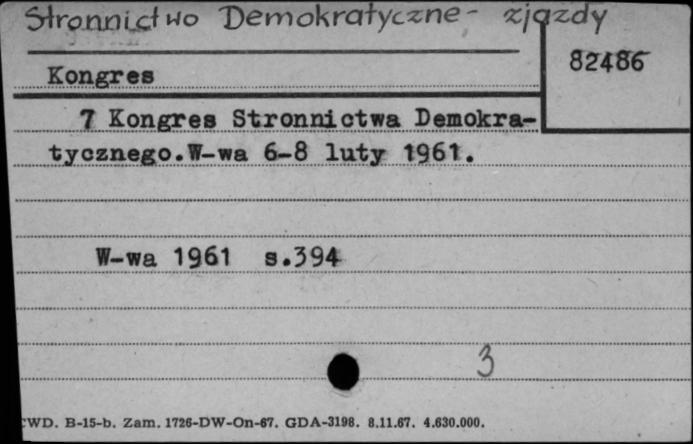 Stronnictwo Demokratyczne - zjazdy
82486
Kongres
7 Kongres Stronnictwa Demokra-
tycznego.W-wa 6-8 luty 1961.
W-wa 1961 s.394
3
CWD. B-15-b. Zam. 1726-DW-On-67. GDA-3198. 8.11.67. 4.630.000.